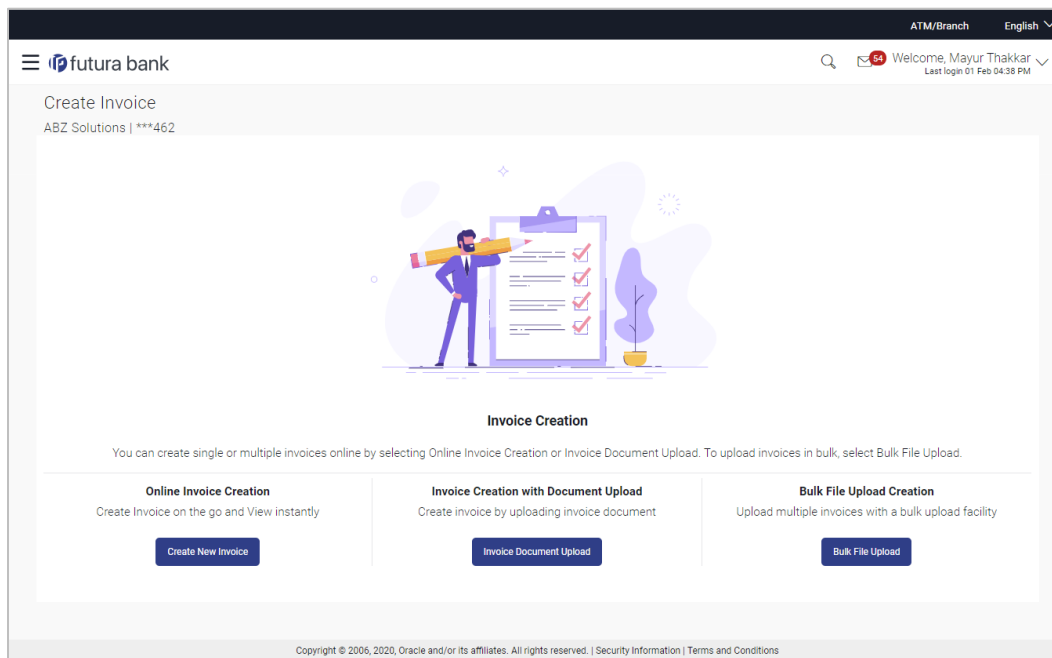 ATM/Branch English
futura bank
54
Welcome, Mayur Thakkar
Last login 01 Feb 04:38 PM
Create Invoice
ABZ Solutions | ***462
Invoice Creation
You can create single or multiple invoices online by selecting Online Invoice Creation or Invoice Document Upload. To upload invoices in bulk, select Bulk File Upload.
Online Invoice Creation
Create Invoice on the go and View instantly
Create New Invoice
Invoice Creation with Document Upload
Create invoice by uploading invoice document
Invoice Document Upload
Bulk File Upload Creation
Upload multiple invoices with a bulk upload facility
Bulk File Upload
Copyright © 2006, 2020, Oracle and/or its affiliates. All rights reserved. | Security Information | Terms and Conditions